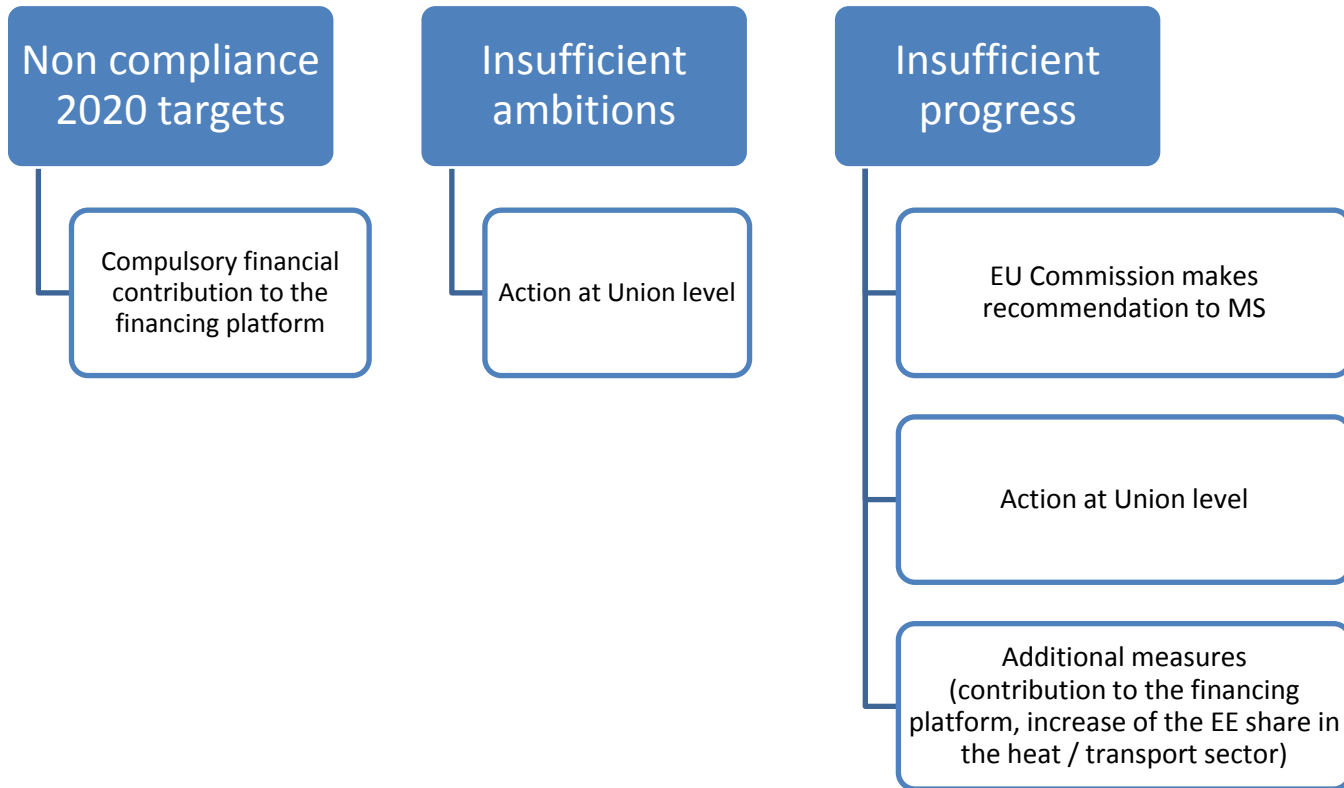 Non compliance
2020 targets
Compulsory financial
contribution to the
financing platform
Insufficient
ambitions
Action at Union level
Insufficient
progress
EU Commission makes
recommendation to MS
Action at Union level
Additional measures
(contribution to the financing
platform, increase of the EE share in
the heat / transport sector)